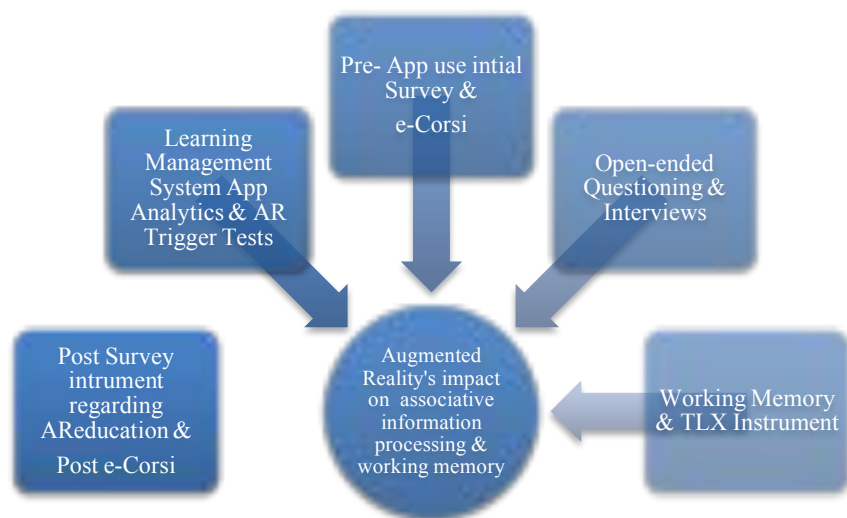 Pre- App use intial
Survey &
e-Corsi
Learning
Management
System App
Analytics & AR
Trigger Tests
Open-ended
Questioning &
Interviews
Post Survey
intrument
regarding
AReducation &
Post e-Corsi
Augmented
Reality's impact
on associative
information
processing &
working memory
Working Memory
& TLX Instrument